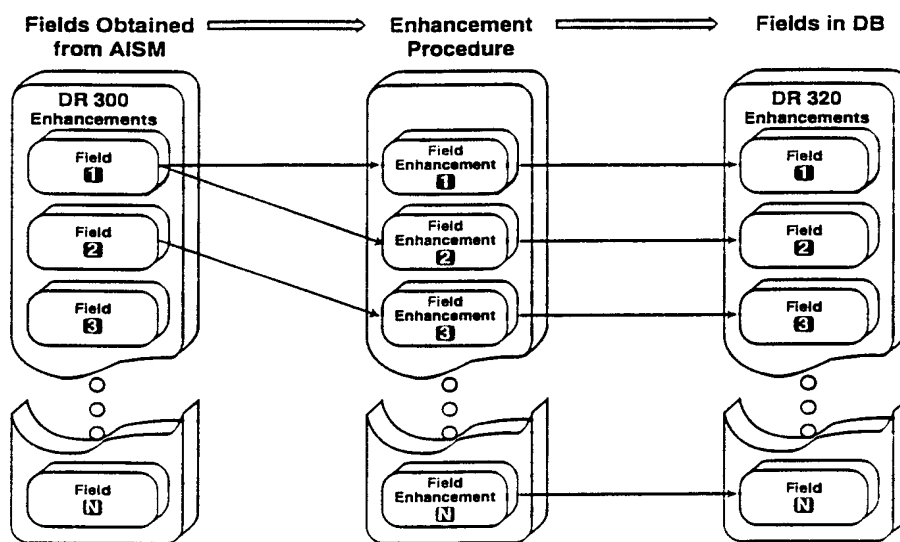 Fields Obtained
from AISM
Enhancement
Procedure
Fields in DB
DR 300
Enhancements
Field
1
Field
2
Field
3
Field
N
Field
Enhancement
1
Field
Enhancement
2
Field
Enhancement
3
Field
Enhancement
N
DR 320
Enhancements
Field
1
Field
2
Field
3
Field
N